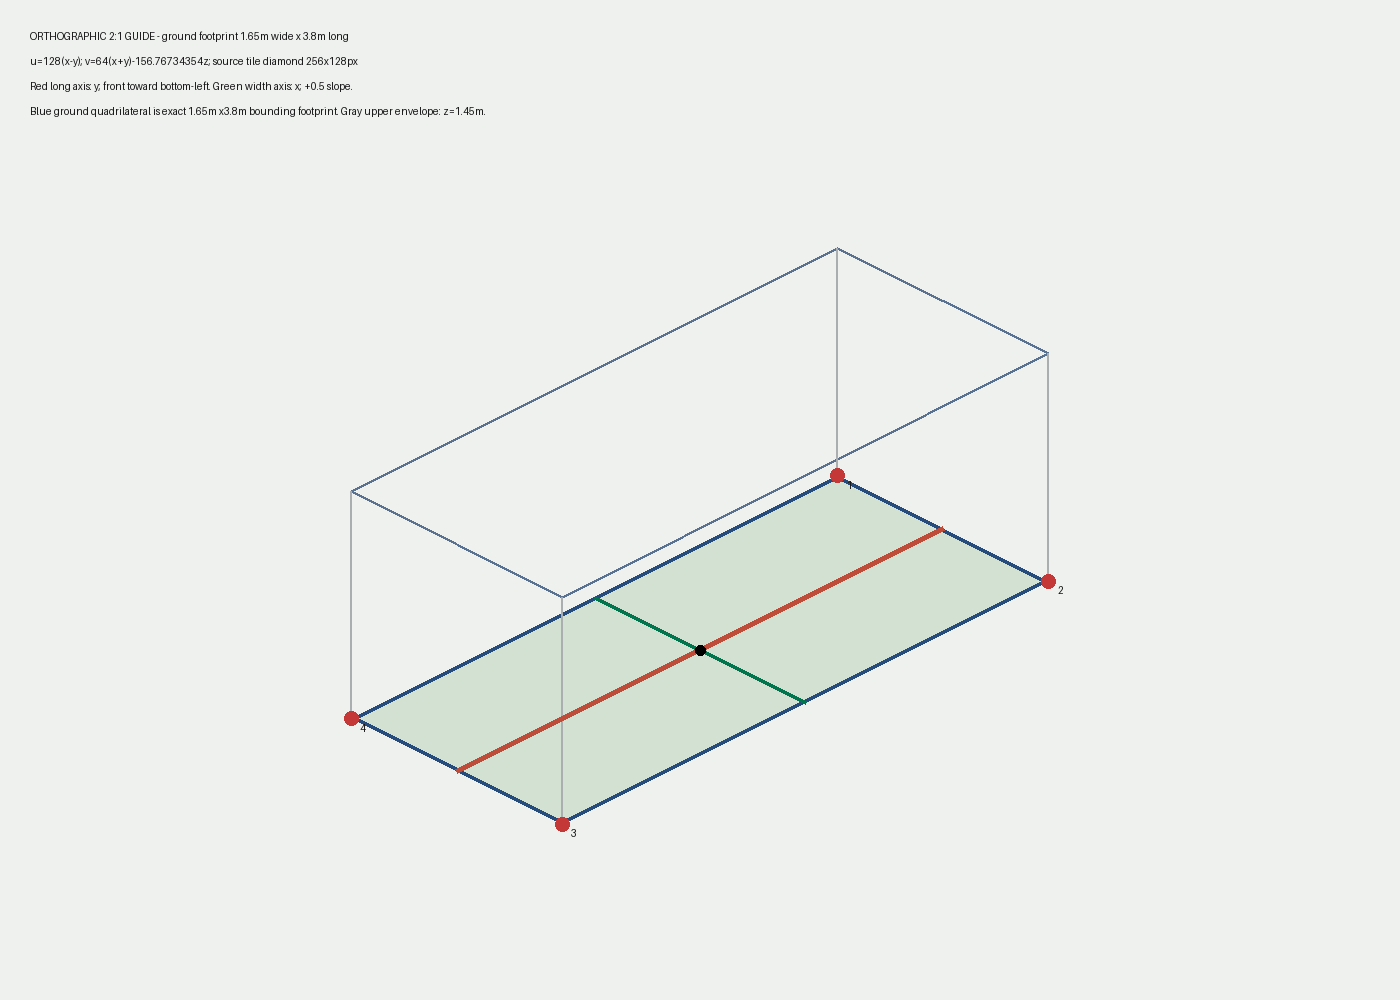 ORTHOGRAPHIC 2:1 GUIDE - ground footprint 1.65m wide x 3.8m long
u=128(x-y); v=64(x+y)-156.76734354z; source tile diamond 256x128px
Red long axis: y; front toward bottom-left. Green width axis: x; +0.5 slope.
Blue ground quadrilateral is exact 1.65m x3.8m bounding footprint. Gray upper envelope: z=1.45m.
1
2
4
3